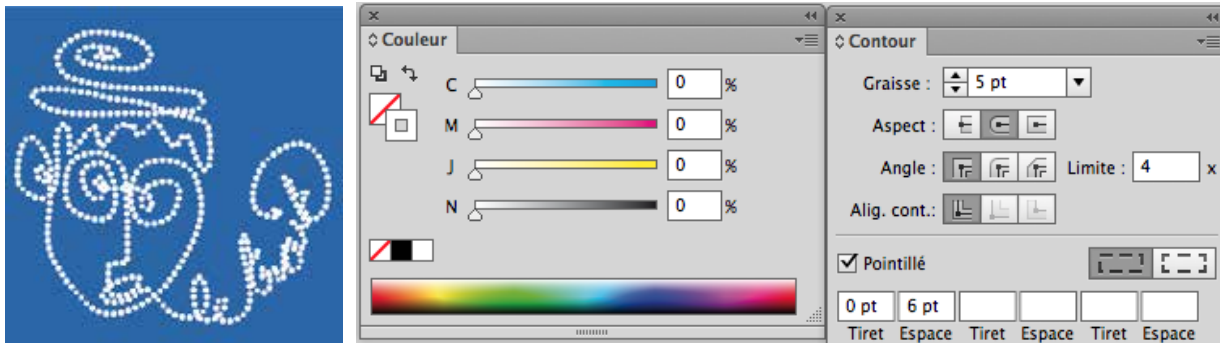 Couleur
C 0 %
M 0 %
J 0 %
N 0 %
Contour
Graisse : 5 pt
Aspect :
Angle : Limite : 4 x
Alig. cont.:
Pointillé
0 pt 6 pt
Tiret Espace Tiret Espace Tiret Espace